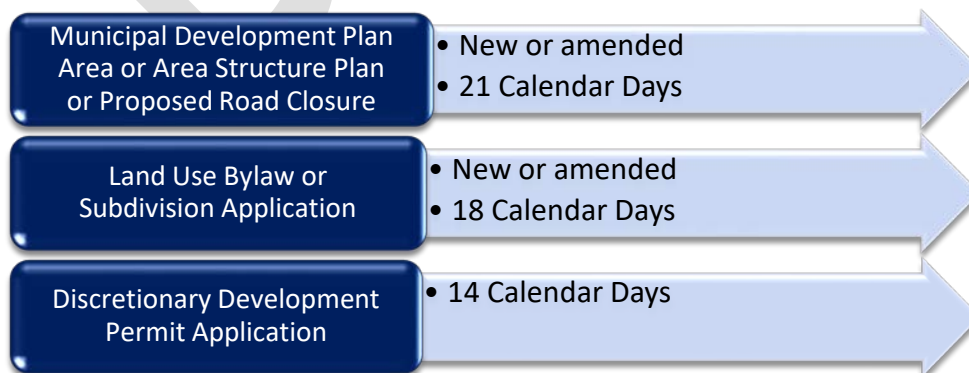 Municipal Development Plan
Area or Area Structure Plan
or Proposed Road Closure
• New or amended
• 21 Calendar Days
Land Use Bylaw or
Subdivision Application
• New or amended
• 18 Calendar Days
Discretionary Development
Permit Application
• 14 Calendar Days